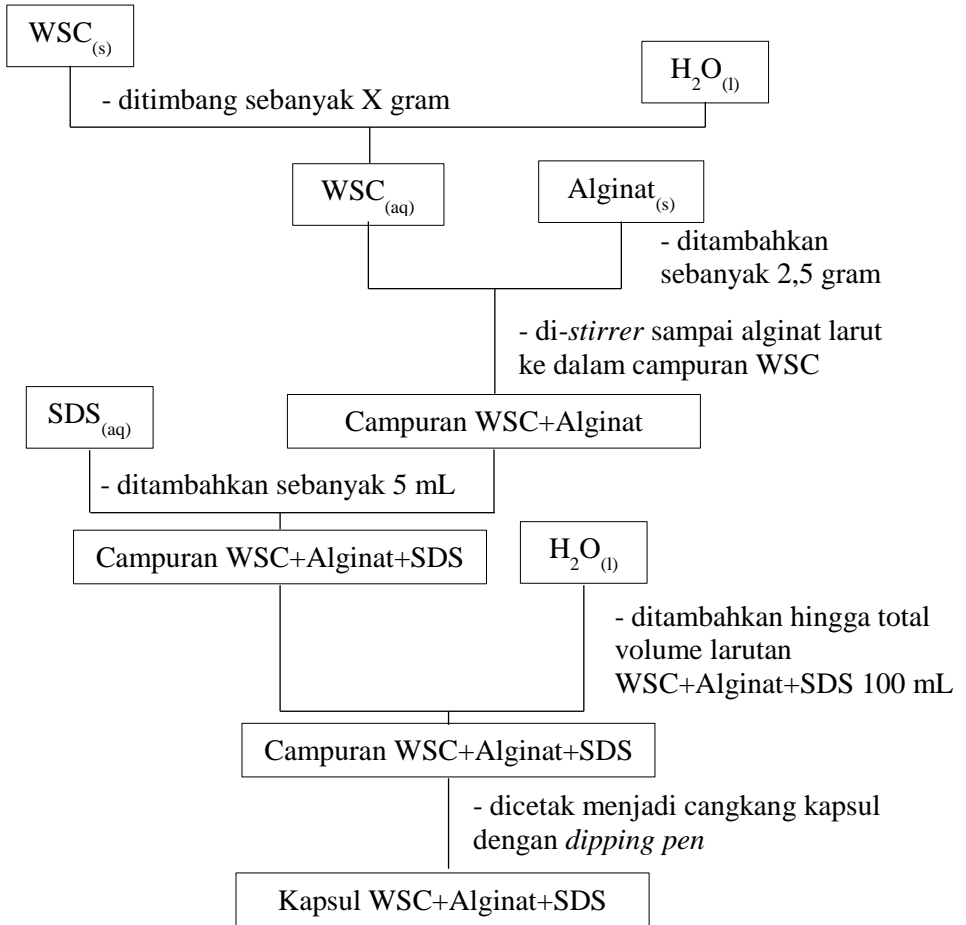 WSC(s)
H2O(l)
- ditimbang sebanyak X gram
WSC(aq)
Alginat(s)
- ditambahkan
sebanyak 2,5 gram
- di-stirrer sampai alginat larut
ke dalam campuran WSC
SDS(aq)
Campuran WSC+Alginat
- ditambahkan sebanyak 5 mL
Campuran WSC+Alginat+SDS
H2O(l)
- ditambahkan hingga total
volume larutan
WSC+Alginat+SDS 100 mL
Campuran WSC+Alginat+SDS
- dicetak menjadi cangkang kapsul
dengan dipping pen
Kapsul WSC+Alginat+SDS